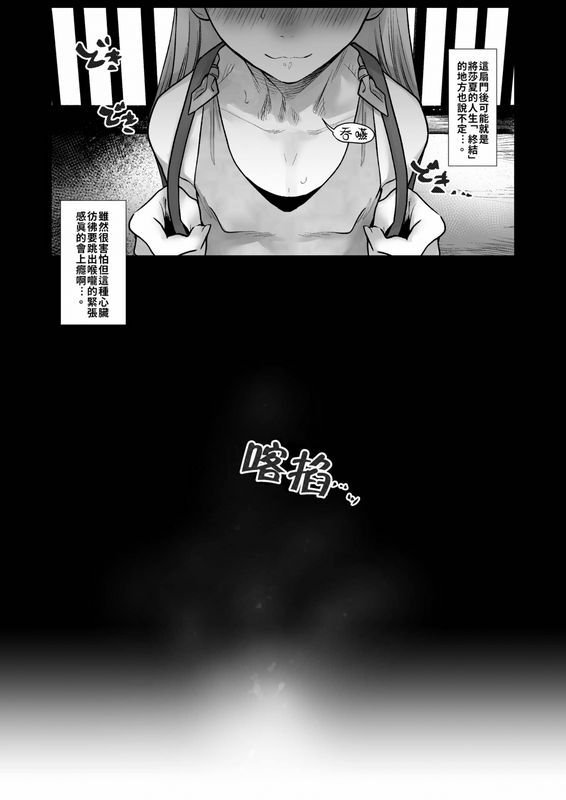 這扇門後可能就是
將莎夏的人生「終結」
的地方也說不定…。
吞嚥
雖然很害怕但這種心臟
彷彿要跳出喉嚨的緊張
感真的會上癮啊…。
喀掐…